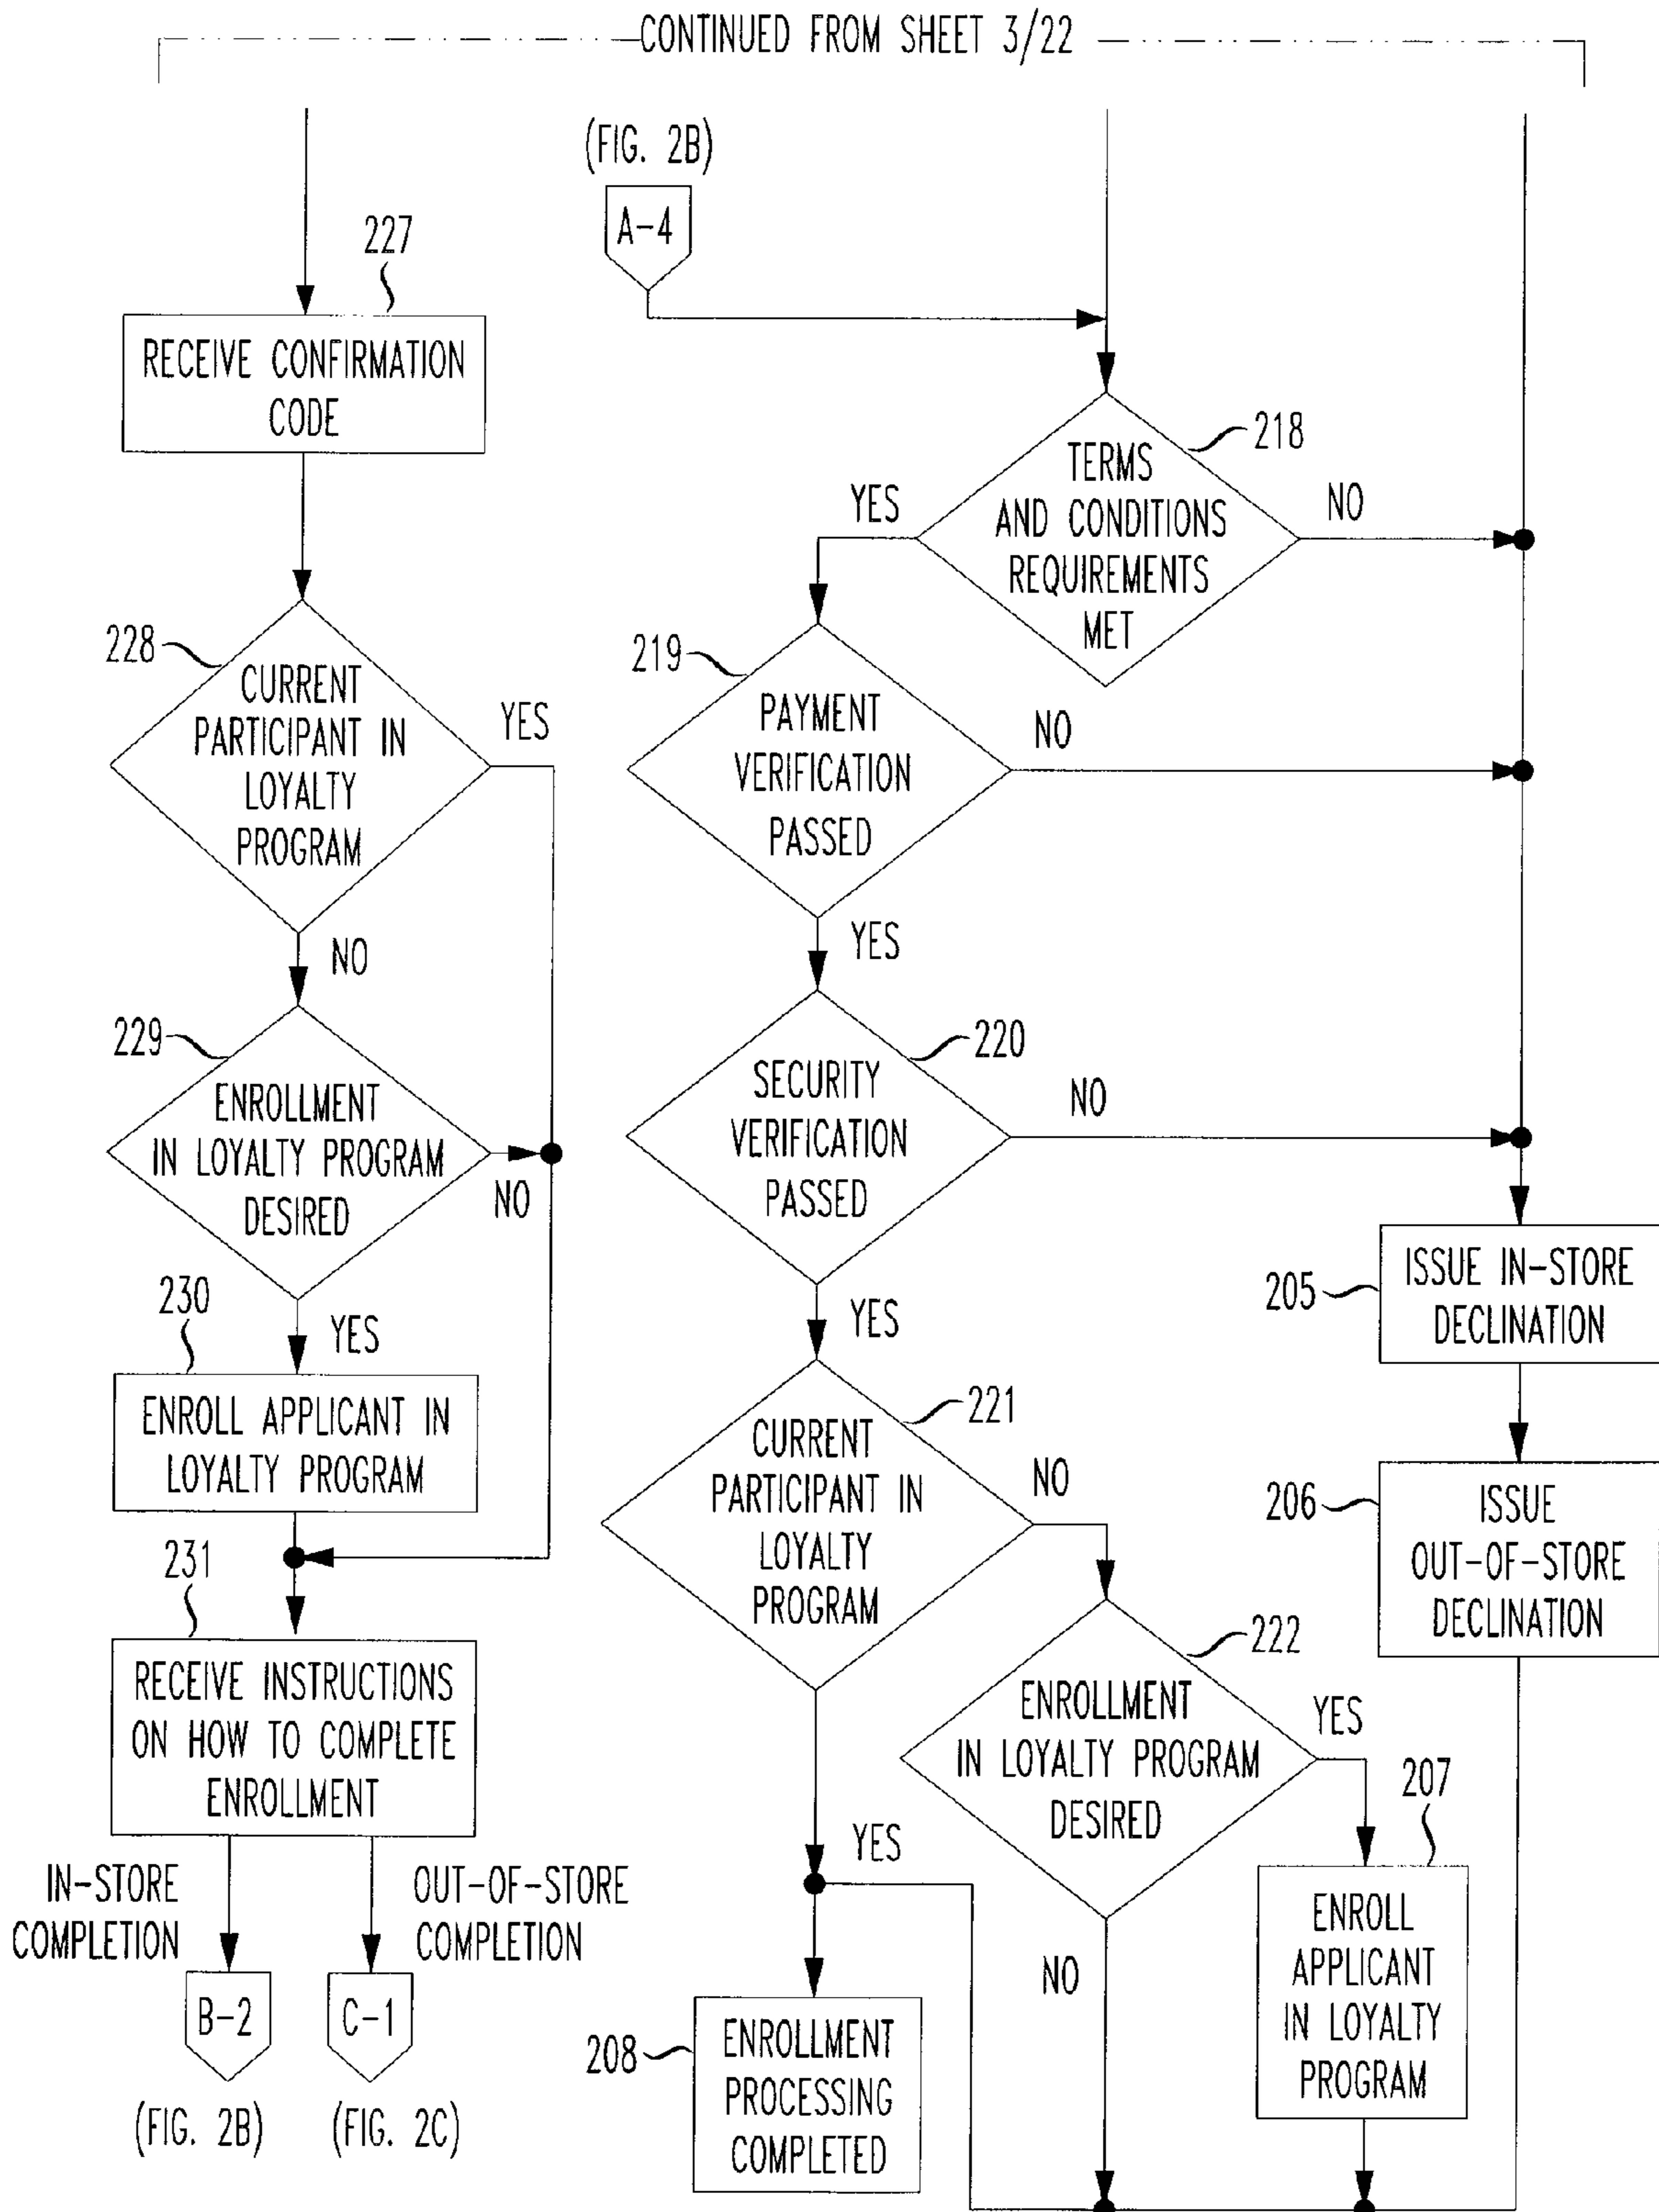 CONTINUED FROM SHEET 3/22
(FIG. 2B)
A-4
227
RECEIVE CONFIRMATION
CODE
218
TERMS
AND CONDITIONS
REQUIREMENTS
MET
YES
NO
228
CURRENT
PARTICIPANT IN
LOYALTY
PROGRAM
YES
NO
219
PAYMENT
VERIFICATION
PASSED
NO
YES
229
ENROLLMENT
IN LOYALTY PROGRAM
DESIRED
NO
YES
220
SECURITY
VERIFICATION
PASSED
NO
YES
205
ISSUE IN-STORE
DECLINATION
230
ENROLL APPLICANT IN
LOYALTY PROGRAM
221
CURRENT
PARTICIPANT IN
LOYALTY
PROGRAM
NO
YES
206
ISSUE
OUT-OF-STORE
DECLINATION
231
RECEIVE INSTRUCTIONS
ON HOW TO COMPLETE
ENROLLMENT
222
ENROLLMENT
IN LOYALTY PROGRAM
DESIRED
YES
NO
207
ENROLL
APPLICANT
IN LOYALTY
PROGRAM
IN-STORE
COMPLETION
OUT-OF-STORE
COMPLETION
B-2
C-1
(FIG. 2B)
(FIG. 2C)
208
ENROLLMENT
PROCESSING
COMPLETED